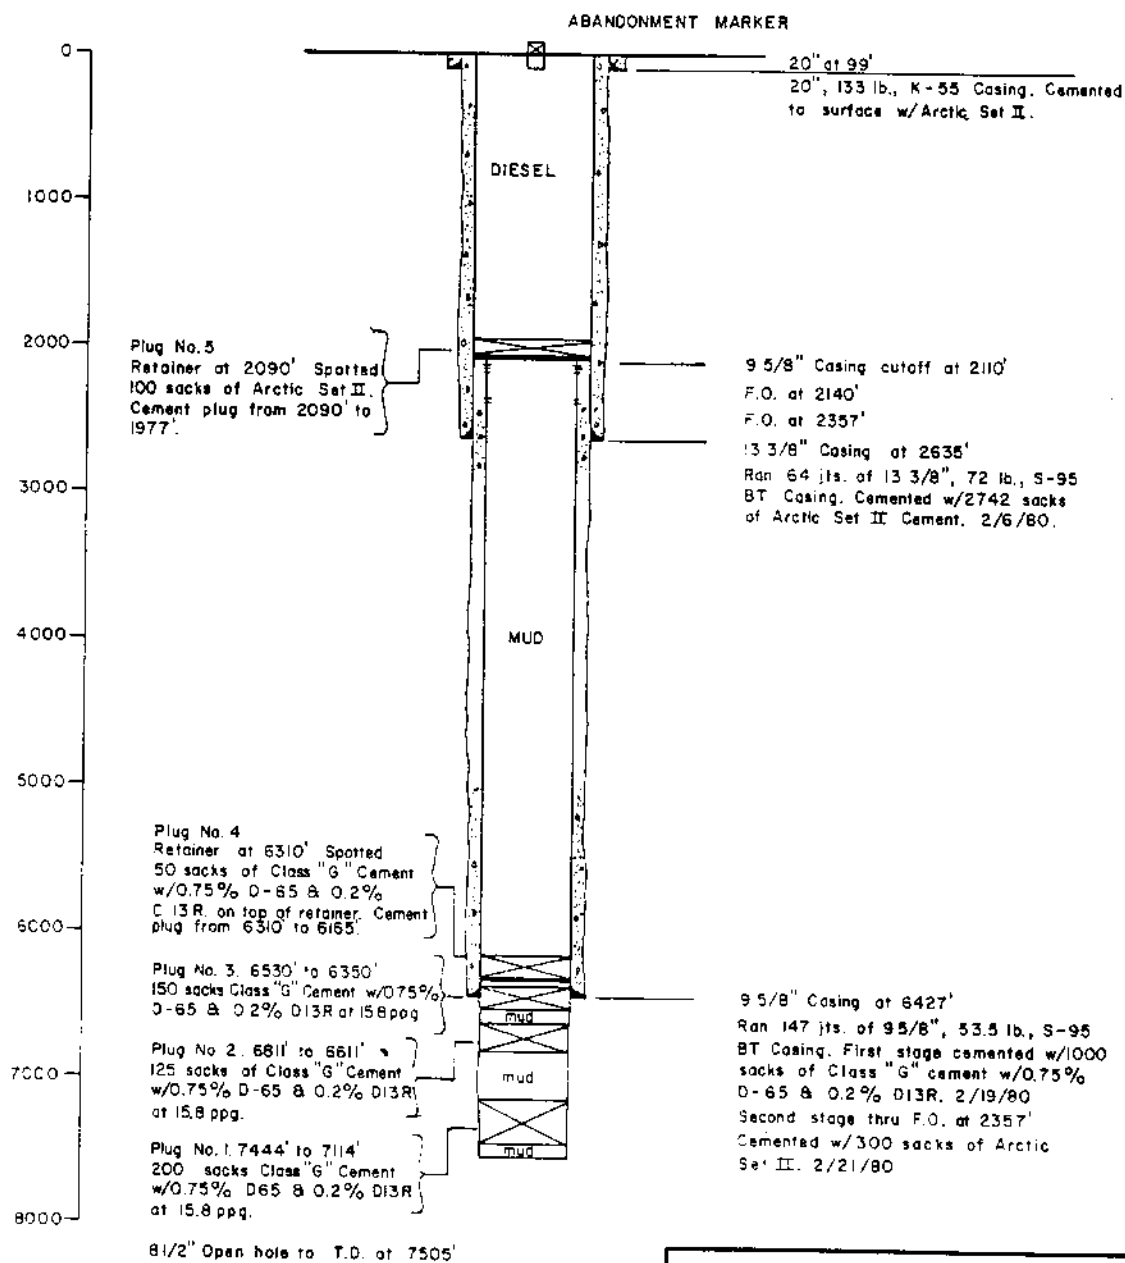 ABANDONMENT MARKER
0
1000
2000
3000
4000
5000
6000
7000
8000
20" at 99'
20", 133 lb., K-55 Casing. Cemented
to surface w/Arctic Set II.
DIESEL
Plug No. 5
Retainer at 2090' Spotted
100 sacks of Arctic Set II.
Cement plug from 2090' to
1977'.
9 5/8" Casing cutoff at 2110'
F.O. at 2140'
F.O. at 2357'
13 3/8" Casing at 2635'
Ran 64 jts. of 13 3/8", 72 lb., S-95
BT Casing. Cemented w/2742 sacks
of Arctic Set II Cement. 2/6/80.
MUD
Plug No. 4
Retainer at 6310' Spotted
50 sacks of Class "G" Cement
w/0.75% D-65 & 0.2%
13R. on top of retainer. Cement
plug from 6310' to 6165'.
Plug No. 3. 6530' to 6350'
150 sacks Class "G" Cement w/0.75%
D-65 & 0.2% D13R at 15.8 ppg
Plug No. 2. 6811' to 6611'
125 sacks of Class "G" Cement
w/0.75% D-65 & 0.2% D13R
at 15.8 ppg.
Plug No. 1. 7444' to 7114'
200 sacks Class "G" Cement
w/0.75% D65 & 0.2% D13R
at 15.8 ppg.
mud
mud
mud
9 5/8" Casing at 6427'
Ran 147 jts. of 9 5/8", 53.5 lb., S-95
BT Casing. First stage cemented w/1000
sacks of Class "G" cement w/0.75%
D-65 & 0.2% D13R. 2/19/80
Second stage thru F.O. at 2357'
Cemented w/300 sacks of Arctic
Set II. 2/21/80
8 1/2" Open hole to T.D. at 7505'